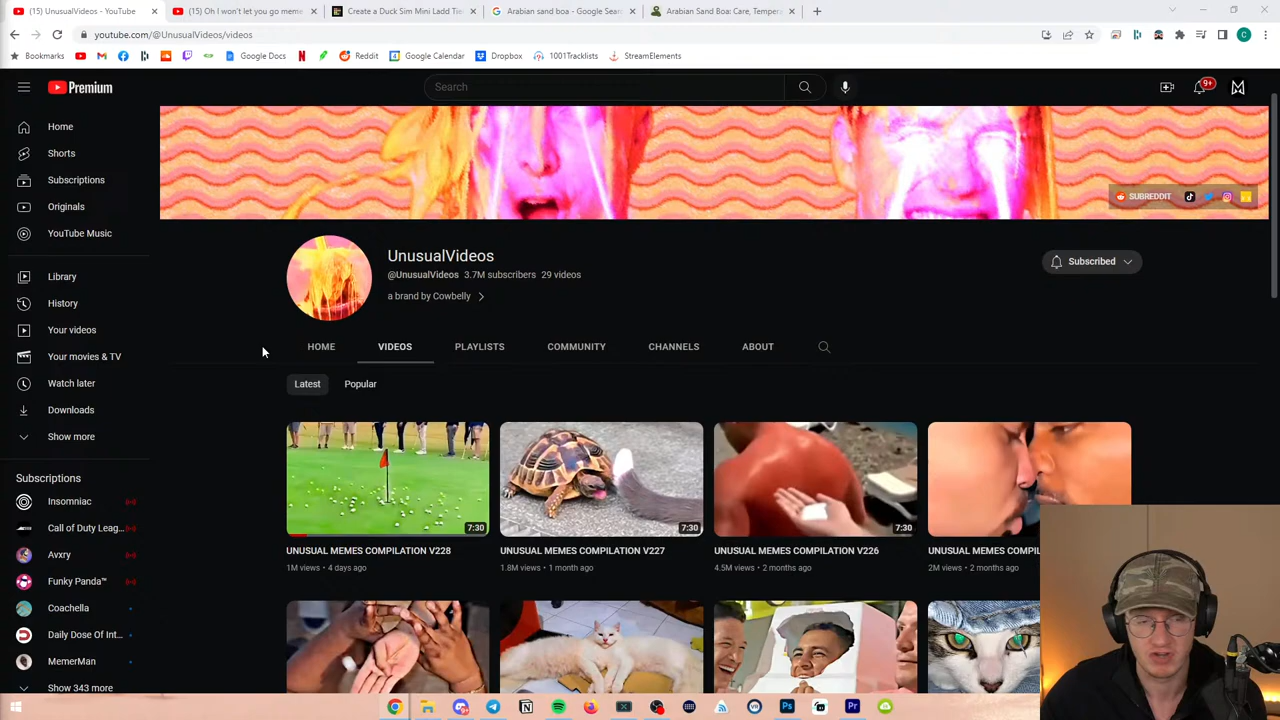 (15) UnusualVideos - YouTube
(15) Oh I won't let you go meme
Create a Duck Sim Mini Ladd Tie
Arabian sand boa - Google Sear
Arabian Sand Boa: Care, Tempera
youtube.com/@UnusualVideos/videos
C
Bookmarks
Google Docs
Reddit
Google Calendar
Dropbox
1001Tracklists
StreamElements
Premium
Search
9+
Home
Shorts
Subscriptions
Originals
YouTube Music
Library
History
Your videos
Your movies & TV
Watch later
Downloads
Show more
Subscriptions
Insomniac
Call of Duty Leag...
Avxry
Funky Panda™
Coachella
Daily Dose Of Int...
MemerMan
Show 343 more
SUBREDDIT
UnusualVideos
@UnusualVideos 3.7M subscribers 29 videos
a brand by Cowbelly
Subscribed
HOME
VIDEOS
PLAYLISTS
COMMUNITY
CHANNELS
ABOUT
Latest
Popular
7:30
7:30
7:30
UNUSUAL MEMES COMPILATION V228
1M views • 4 days ago
UNUSUAL MEMES COMPILATION V227
1.8M views • 1 month ago
UNUSUAL MEMES COMPILATION V226
4.5M views • 2 months ago
UNUSUAL MEMES COMPIL
2M views • 2 months ago
Ps
Pr